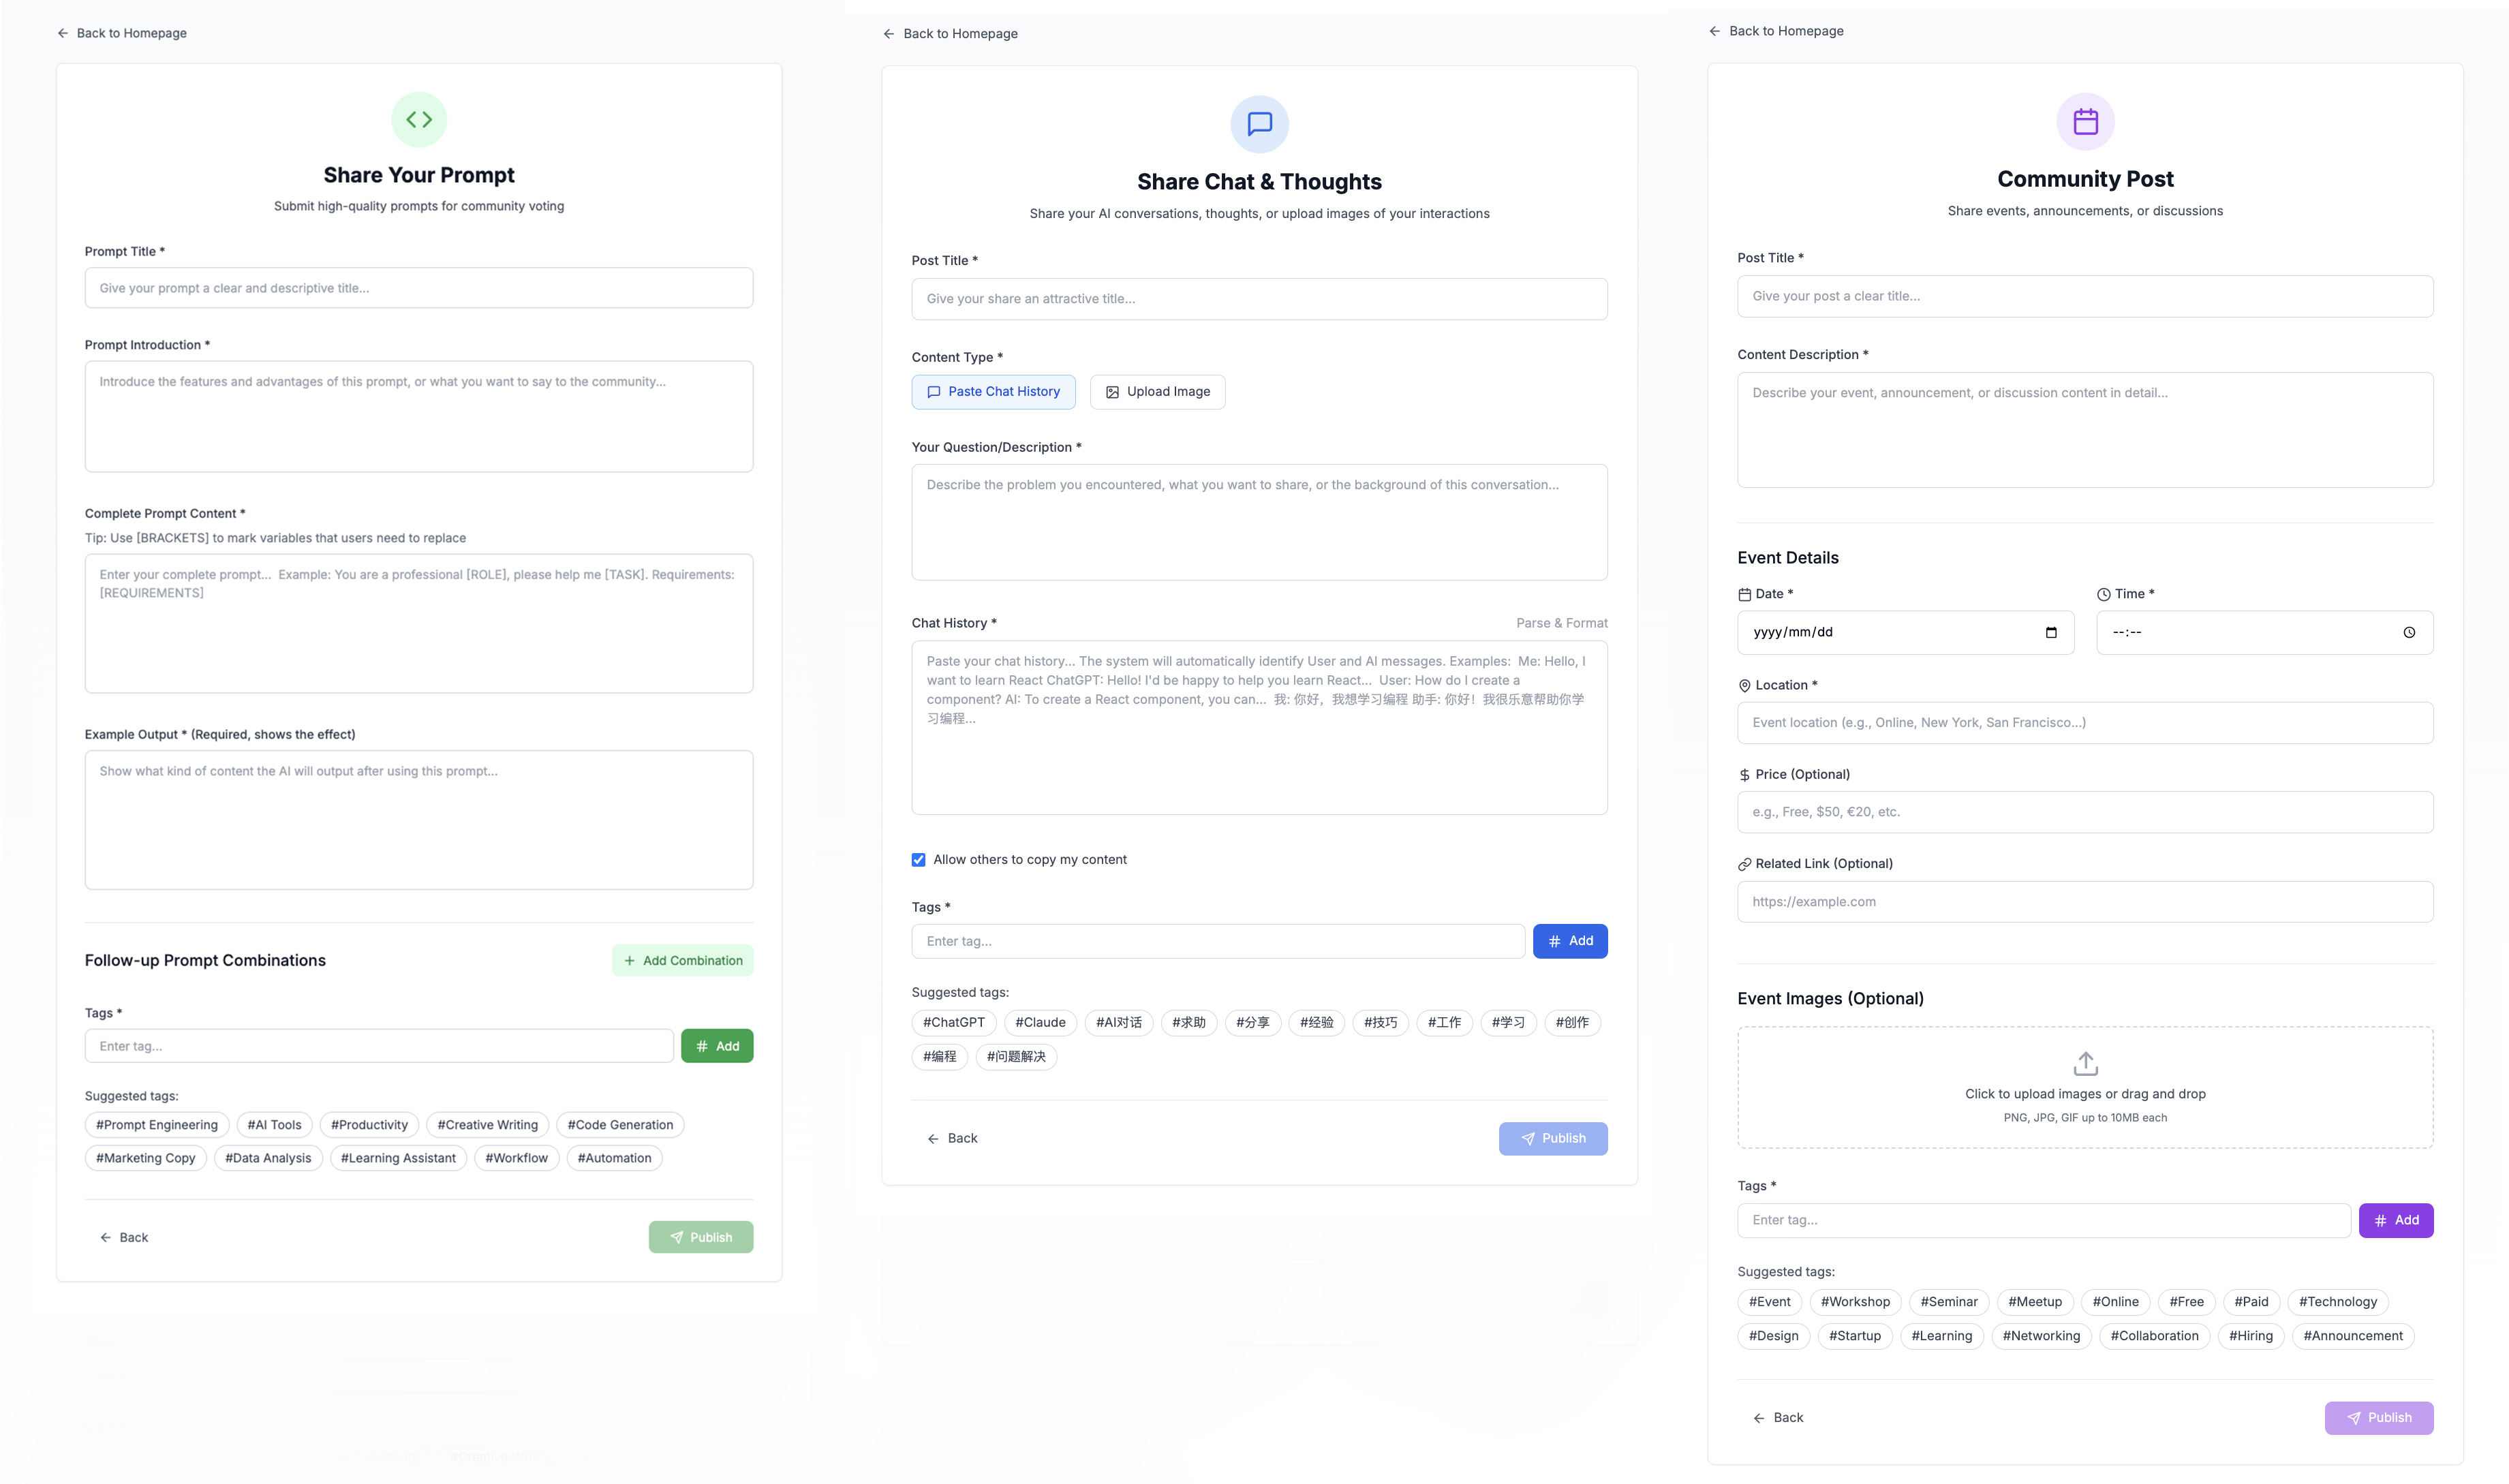 Back to Homepage
Share Your Prompt
Submit high-quality prompts for community voting
Prompt Title *
Give your prompt a clear and descriptive title...
Prompt Introduction *
Introduce the features and advantages of this prompt, or what you want to say to the community...
Complete Prompt Content *
Tip: Use [BRACKETS] to mark variables that users need to replace
Enter your complete prompt... Example: You are a professional [ROLE], please help me [TASK]. Requirements:
[REQUIREMENTS]
Example Output * (Required, shows the effect)
Show what kind of content the AI will output after using this prompt...
Follow-up Prompt Combinations
Add Combination
Tags *
Enter tag...
# Add
Suggested tags:
#Prompt Engineering #AI Tools #Productivity #Creative Writing #Code Generation
#Marketing Copy #Data Analysis #Learning Assistant #Workflow #Automation
Back
Publish
Back to Homepage
Share Chat & Thoughts
Share your AI conversations, thoughts, or upload images of your interactions
Post Title *
Give your share an attractive title...
Content Type *
Paste Chat History
Upload Image
Your Question/Description *
Describe the problem you encountered, what you want to share, or the background of this conversation...
Chat History *
Parse & Format
Paste your chat history... The system will automatically identify User and AI messages. Examples: Me: Hello, I
want to learn React ChatGPT: Hello! I'd be happy to help you learn React... User: How do I create a
component? AI: To create a React component, you can... 我: 你好，我想学习编程 助手: 你好！我很乐意帮助你学
习编程...
Allow others to copy my content
Tags *
Enter tag...
# Add
Suggested tags:
#ChatGPT #Claude #AI对话 #求助 #分享 #经验 #技巧 #工作 #学习 #创作
#编程 #问题解决
Back
Publish
Back to Homepage
Community Post
Share events, announcements, or discussions
Post Title *
Give your post a clear title...
Content Description *
Describe your event, announcement, or discussion content in detail...
Event Details
Date *
Time *
yyyy/mm/dd
--:--
Location *
Event location (e.g., Online, New York, San Francisco...)
Price (Optional)
e.g., Free, $50, €20, etc.
Related Link (Optional)
https://example.com
Event Images (Optional)
Click to upload images or drag and drop
PNG, JPG, GIF up to 10MB each
Tags *
Enter tag...
# Add
Suggested tags:
#Event #Workshop #Seminar #Meetup #Online #Free #Paid #Technology
#Design #Startup #Learning #Networking #Collaboration #Hiring #Announcement
Back
Publish